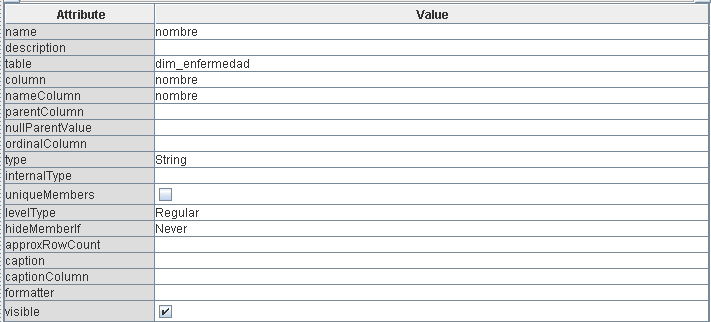 Attribute Value
name nombre
description
table dim_enfermedad
column nombre
nameColumn nombre
parentColumn
nullParentValue
ordinalColumn
type String
internalType
uniqueMembers
levelType Regular
hideMemberIf Never
approxRowCount
caption
captionColumn
formatter
visible